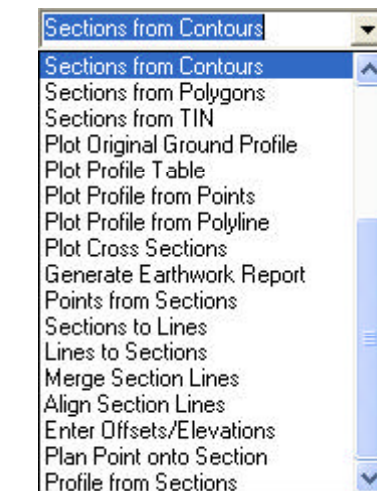 Sections from Contours
Sections from Contours
Sections from Polygons
Sections from TIN
Plot Original Ground Profile
Plot Profile Table
Plot Profile from Points
Plot Profile from Polyline
Plot Cross Sections
Generate Earthwork Report
Points from Sections
Sections to Lines
Lines to Sections
Merge Section Lines
Align Section Lines
Enter Offsets/Elevations
Plan Point onto Section
Profile from Sections